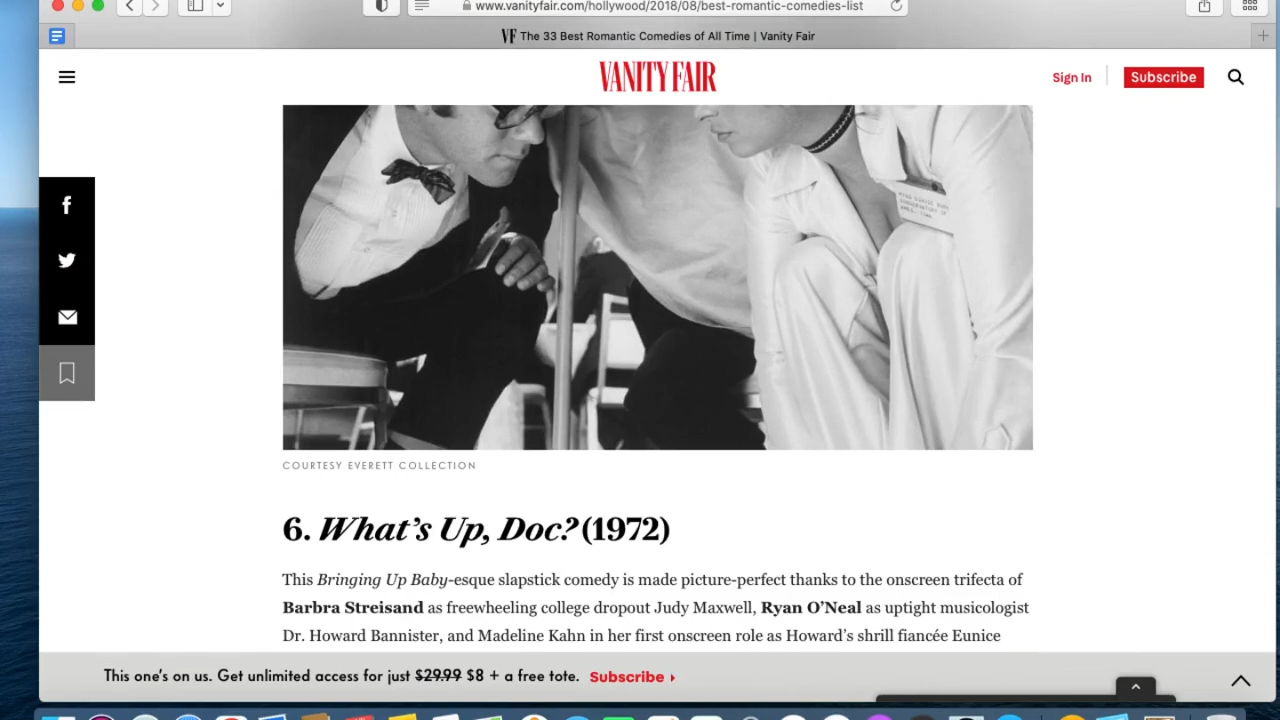 www.vanityfair.com/hollywood/2018/08/best-romantic-comedies-list
VF The 33 Best Romantic Comedies of All Time | Vanity Fair
VANITY FAIR
Sign In
Subscribe
COURTESY EVERETT COLLECTION
6. What's Up, Doc? (1972)
This Bringing Up Baby-esque slapstick comedy is made picture-perfect thanks to the onscreen trifecta of
Barbra Streisand as freewheeling college dropout Judy Maxwell, Ryan O'Neal as uptight musicologist
Dr. Howard Bannister, and Madeline Kahn in her first onscreen role as Howard's shrill fiancée Eunice
This one's on us. Get unlimited access for just $29.99 $8 + a free tote. Subscribe